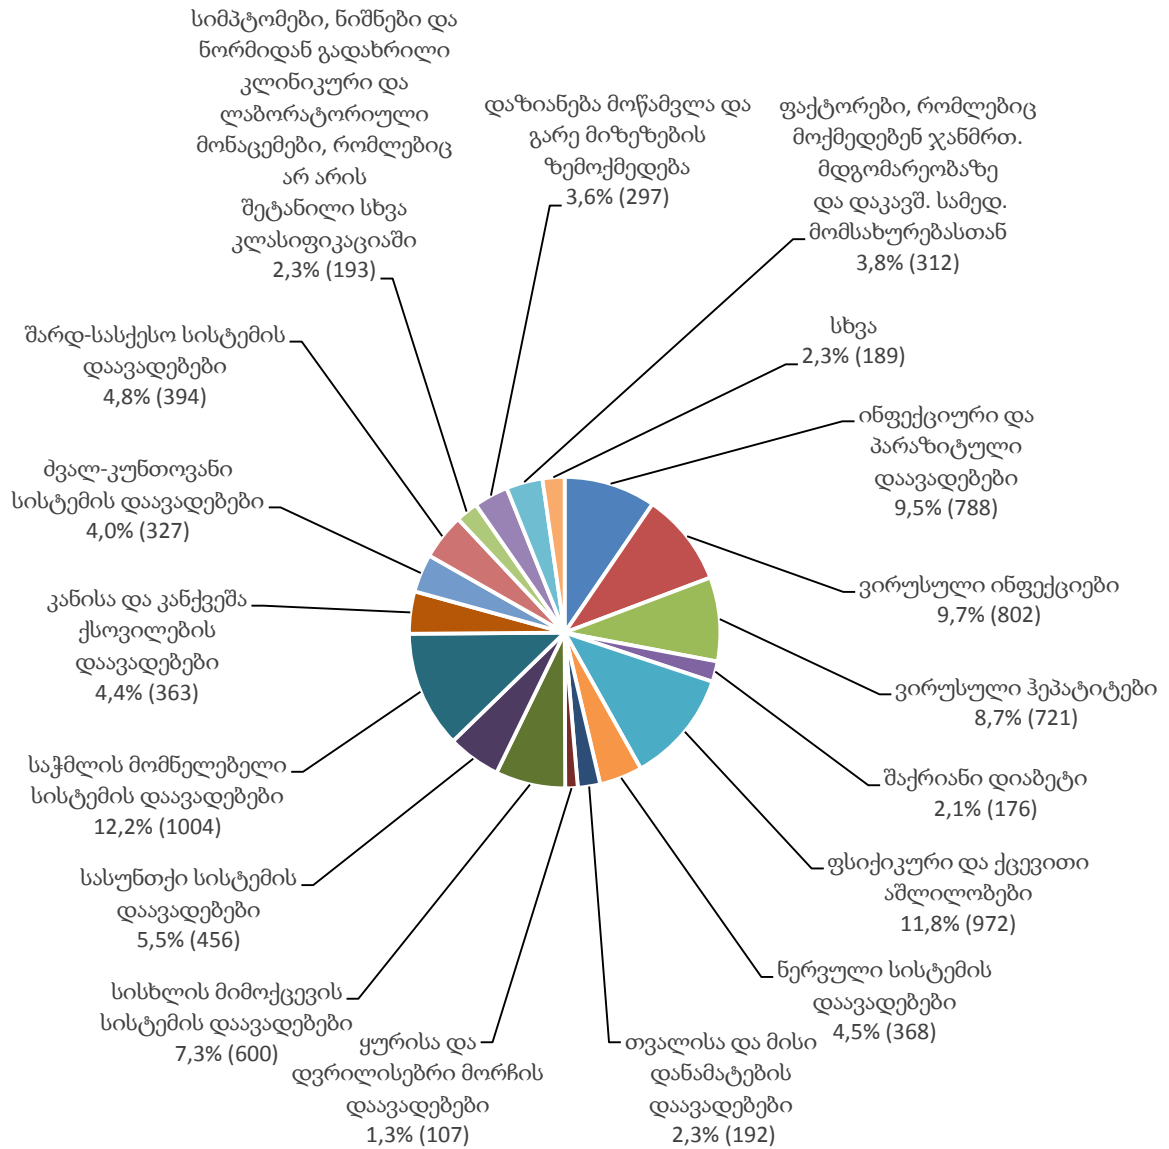 სიმპტომები, ნიშნები და
ნორმიდან გადახრილი
კლინიკური და
ლაბორატორიული
მონაცემები, რომლებიც
არ არის
შეტანილი სხვა
კლასიფიკაციაში
2,3% (193)
დაზიანება მოწამვლა და
გარე მიზეზების
ზემოქმედება
3,6% (297)
ფაქტორები, რომლებიც
მოქმედებენ ჯანმრთ.
მდგომარეობაზე
და დაკავშ. სამედ.
მომსახურებასთან
3,8% (312)
სხვა
2,3% (189)
ინფექციური და
პარაზიტული
დაავადებები
9,5% (788)
ვირუსული ინფექციები
9,7% (802)
ვირუსული ჰეპატიტები
8,7% (721)
შაქრიანი დიაბეტი
2,1% (176)
ფსიქიკური და ქცევითი
აშლილობები
11,8% (972)
ნერვული სისტემის
დაავადებები
4,5% (368)
თვალისა და მისი
დანამატების
დაავადებები
2,3% (192)
ყურისა და
დვრილისებრი მორჩის
დაავადებები
1,3% (107)
სისხლის მიმოქცევის
სისტემის დაავადებები
7,3% (600)
სასუნთქი სისტემის
დაავადებები
5,5% (456)
საჭმლის მომნელებელი
სისტემის დაავადებები
12,2% (1004)
კანისა და კანქვეშა
ქსოვილების
დაავადებები
4,4% (363)
ძვალ-კუნთოვანი
სისტემის დაავადებები
4,0% (327)
შარდ-სასქესო სისტემის
დაავადებები
4,8% (394)